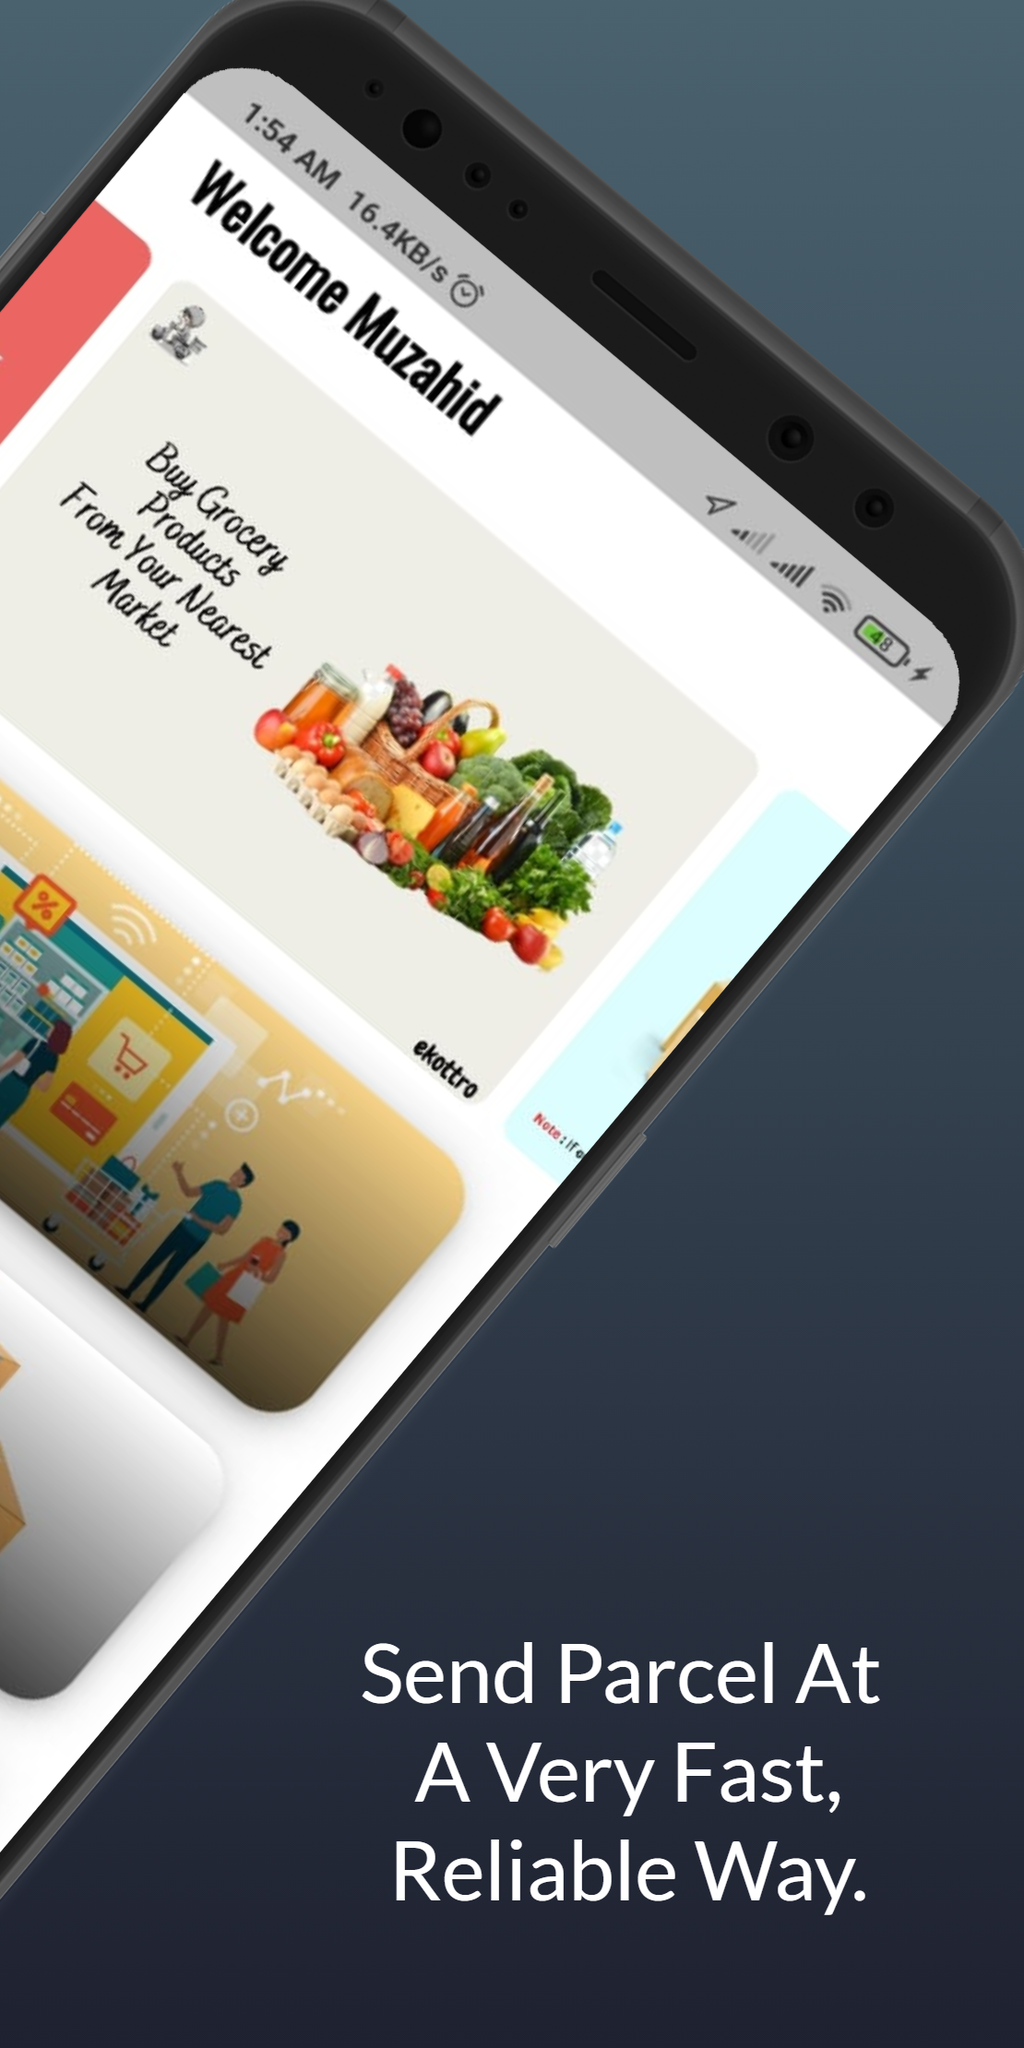 1:54 AM 16.4KB/s
48
Welcome Muzahid
Buy Grocery
Products
From Your Nearest
Market
ekottro
%
Note: if
Send Parcel At
A Very Fast,
Reliable Way.